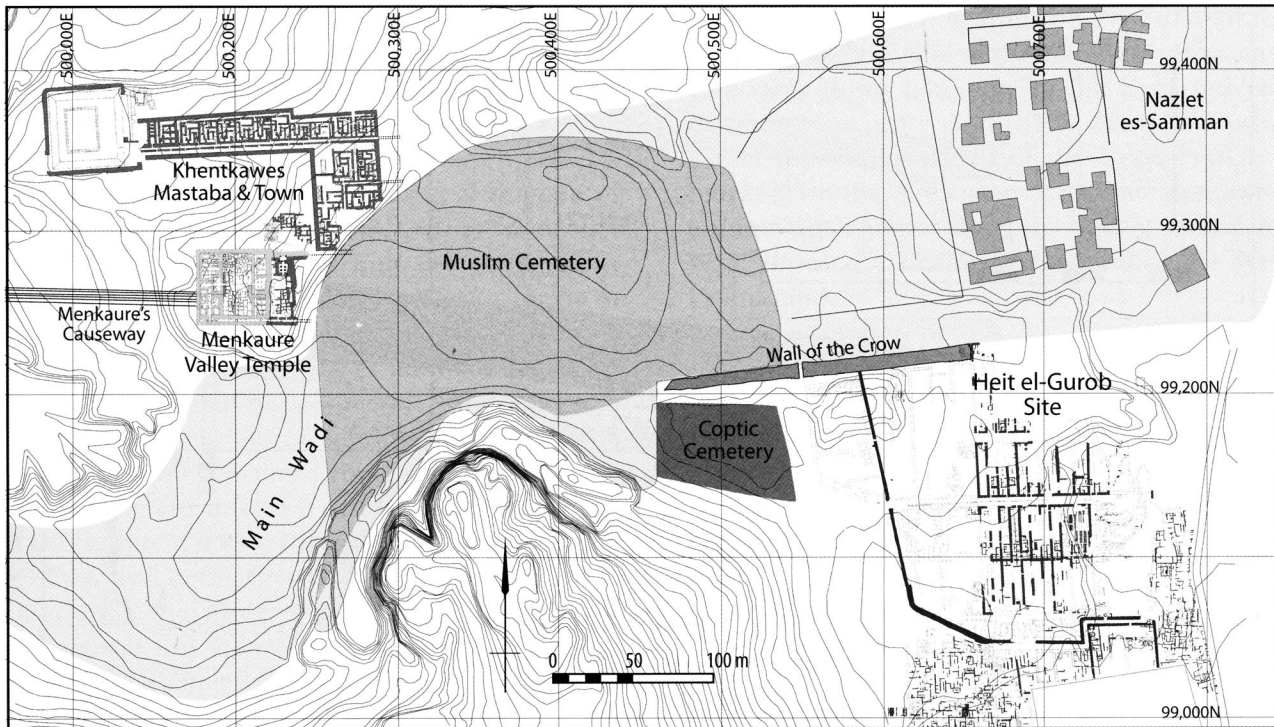 500,000E
500,200E
500,300E
500,400E
500,500E
500,600E
500,700E
99,400N
Nazlet
es-Samman
Khentkawes
Mastaba & Town
99,300N
Muslim Cemetery
Menkaure's
Causeway
Menkaure
Valley Temple
Wall of the Crow
Heit el-Gurob
Site
99,200N
Coptic
Cemetery
Main Wadi
0 50 100 m
99,000N